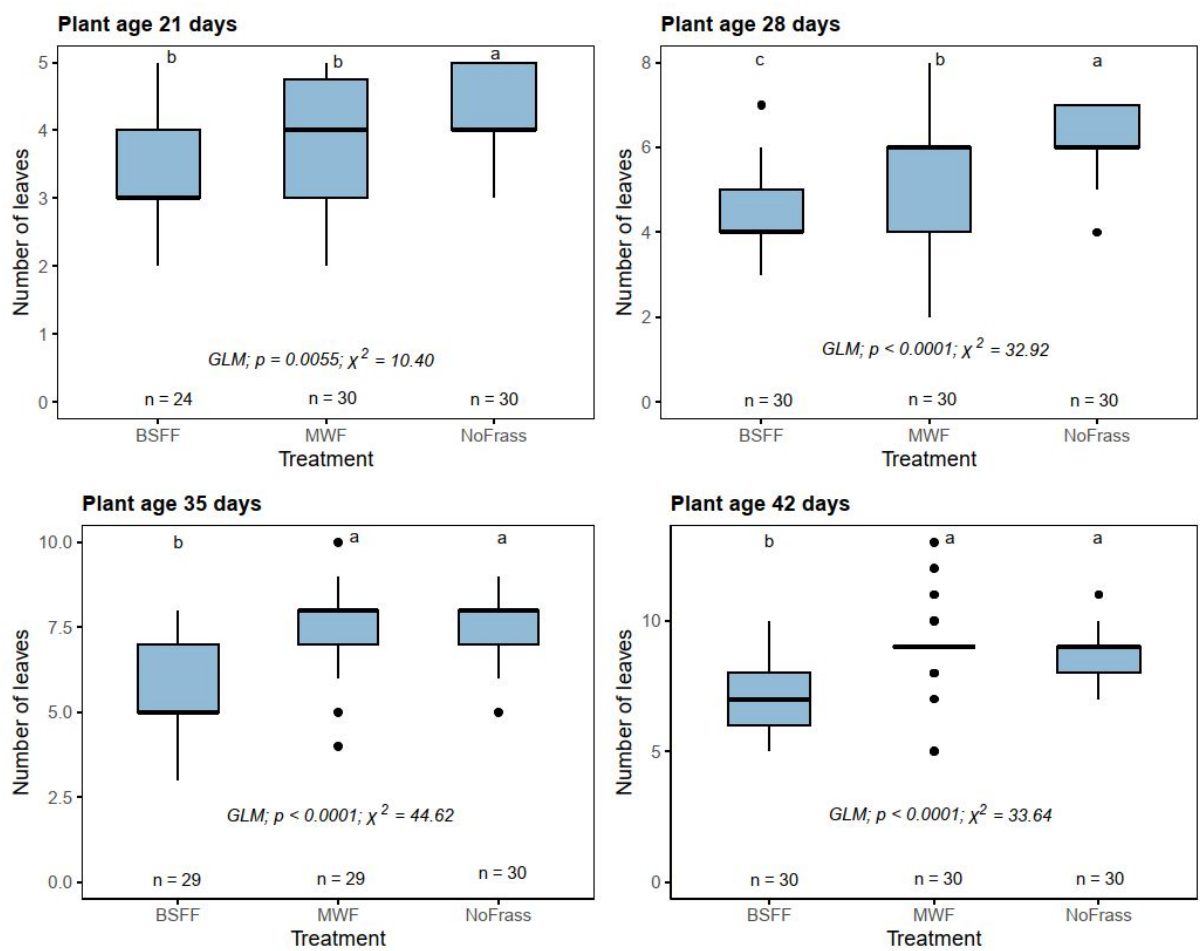 Plant age 21 days
Number of leaves
5
4
3
2
1
0
b
b
a
GLM; p = 0.0055; χ² = 10.40
n = 24
n = 30
n = 30
BSFF
MWF
NoFrass
Treatment
Plant age 28 days
Number of leaves
8
6
4
2
0
c
b
a
GLM; p < 0.0001; χ² = 32.92
n = 30
n = 30
n = 30
BSFF
MWF
NoFrass
Treatment
Plant age 35 days
Number of leaves
10.0
7.5
5.0
2.5
0.0
b
a
a
GLM; p < 0.0001; χ² = 44.62
n = 29
n = 29
n = 30
BSFF
MWF
NoFrass
Treatment
Plant age 42 days
Number of leaves
10
5
0
b
a
a
GLM; p < 0.0001; χ² = 33.64
n = 30
n = 30
n = 30
BSFF
MWF
NoFrass
Treatment